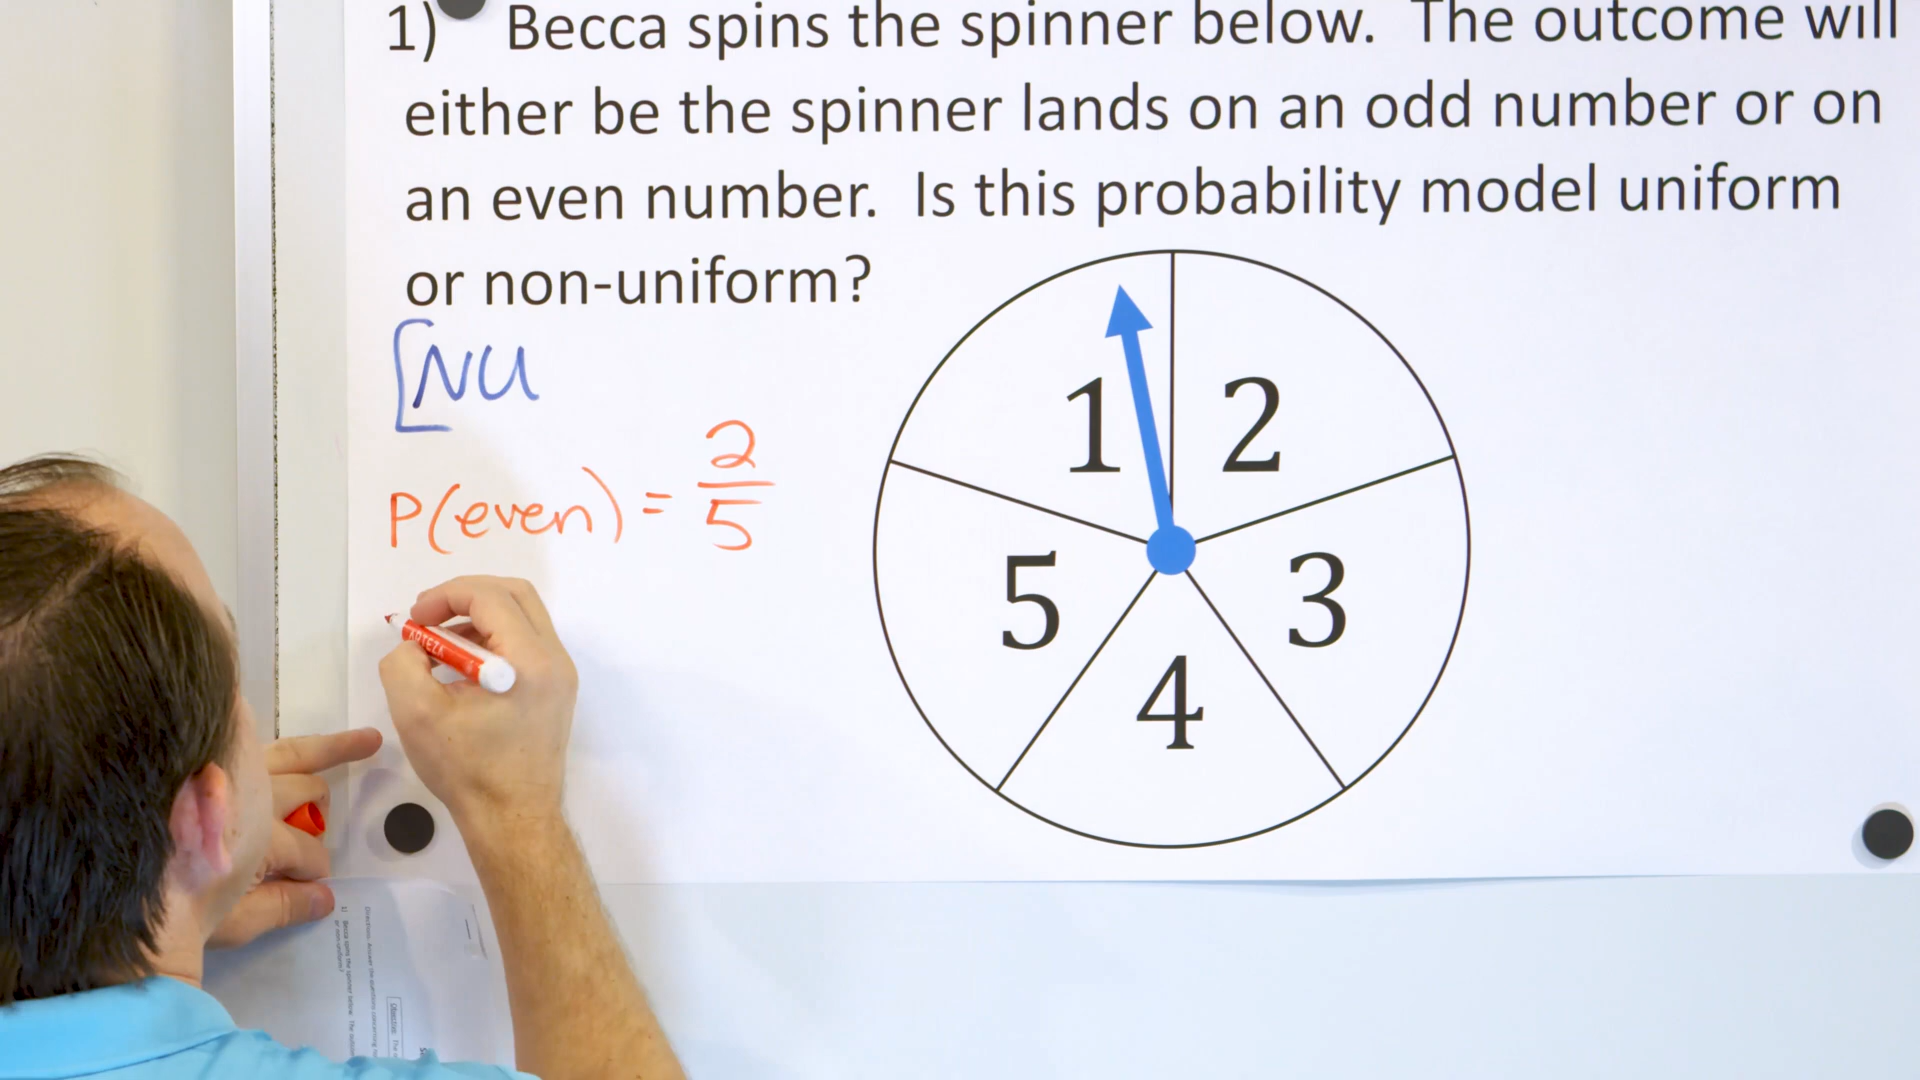 1) Becca spins the spinner below. The outcome will
either be the spinner lands on an odd number or on
an even number. Is this probability model uniform
or non-uniform?
[NU
P(even) = 2/5
1 2
5 3
4
ARTEZA